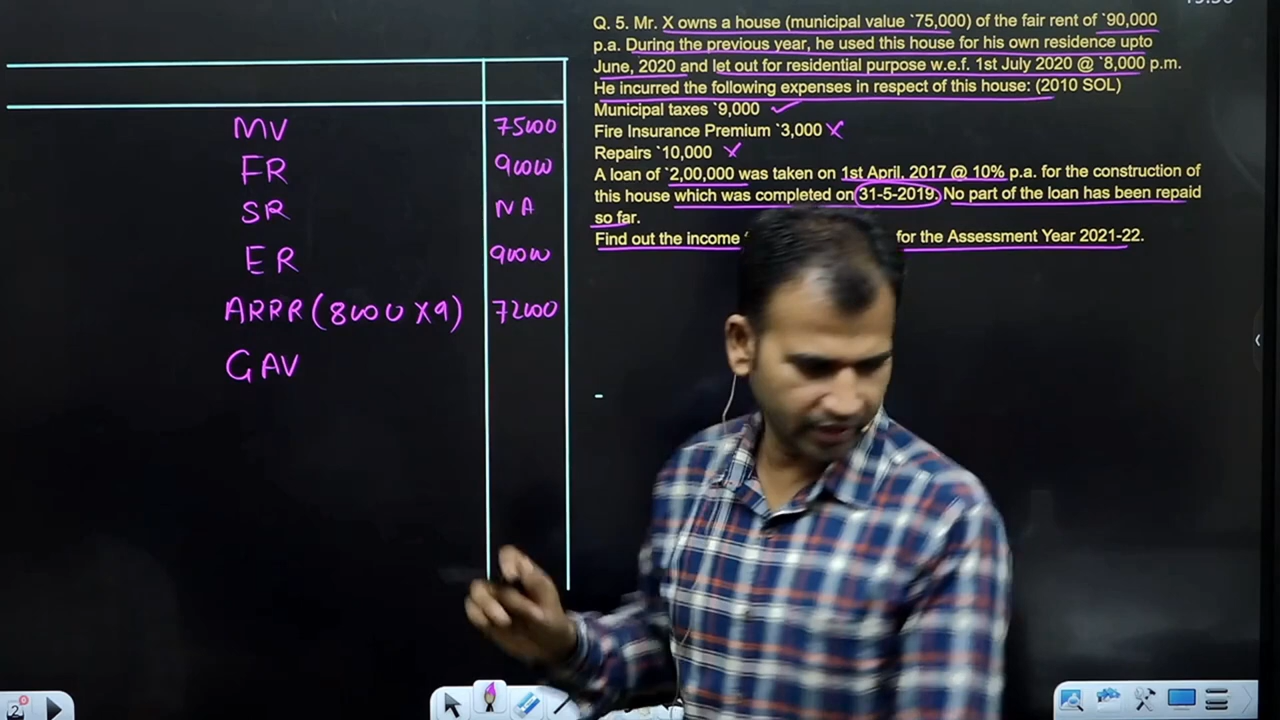 Q. 5. Mr. X owns a house (municipal value `75,000) of the fair rent of `90,000
p.a. During the previous year, he used this house for his own residence upto
June, 2020 and let out for residential purpose w.e.f. 1st July 2020 @ `8,000 p.m.
He incurred the following expenses in respect of this house: (2010 SOL)
Municipal taxes `9,000
Fire Insurance Premium `3,000 X
Repairs `10,000 X
A loan of `2,00,000 was taken on 1st April, 2017 @ 10% p.a. for the construction of
this house which was completed on 31-5-2019. No part of the loan has been repaid
so far.
Find out the income for the Assessment Year 2021-22.
MV 75000
FR 90000
SR NA
ER 90000
ARRR (8000 X 9) 72000
GAV
2